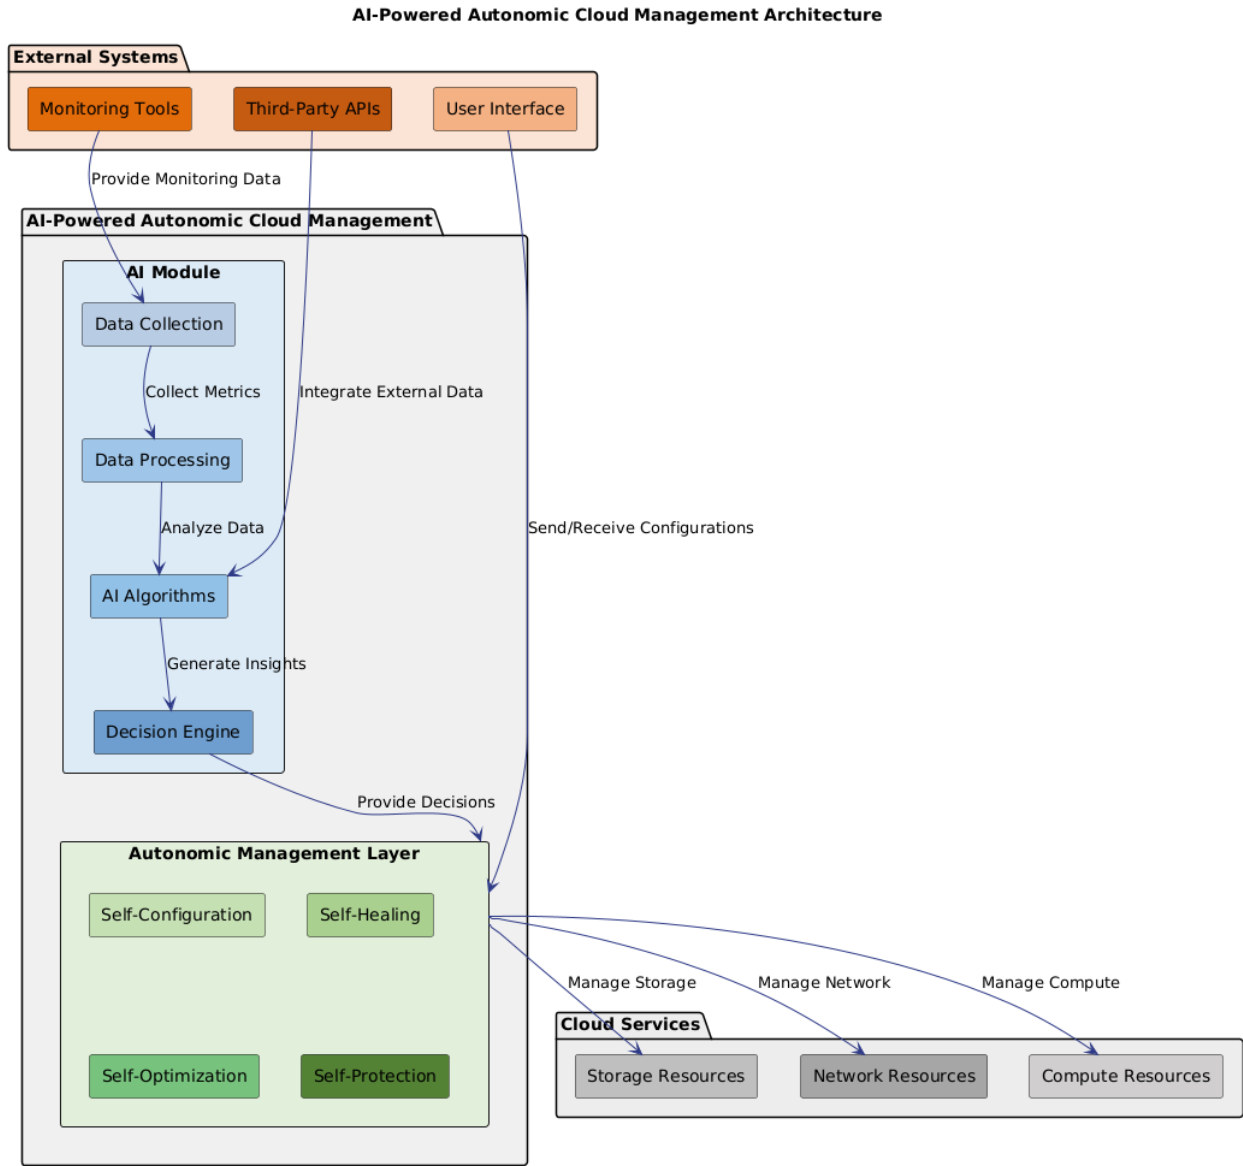 AI-Powered Autonomic Cloud Management Architecture
External Systems
Monitoring Tools
Third-Party APIs
User Interface
Provide Monitoring Data
AI-Powered Autonomic Cloud Management
AI Module
Data Collection
Collect Metrics
Integrate External Data
Data Processing
Analyze Data
Send/Receive Configurations
AI Algorithms
Generate Insights
Decision Engine
Provide Decisions
Autonomic Management Layer
Self-Configuration
Self-Healing
Manage Storage
Manage Network
Manage Compute
Cloud Services
Self-Optimization
Self-Protection
Storage Resources
Network Resources
Compute Resources